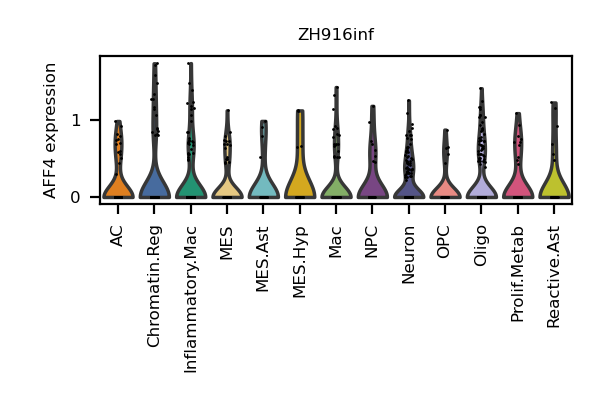 ZH916inf
AFF4 expression
1
0
AC
Chromatin.Reg
Inflammatory.Mac
MES
MES.Ast
MES.Hyp
Mac
NPC
Neuron
OPC
Oligo
Prolif.Metab
Reactive.Ast